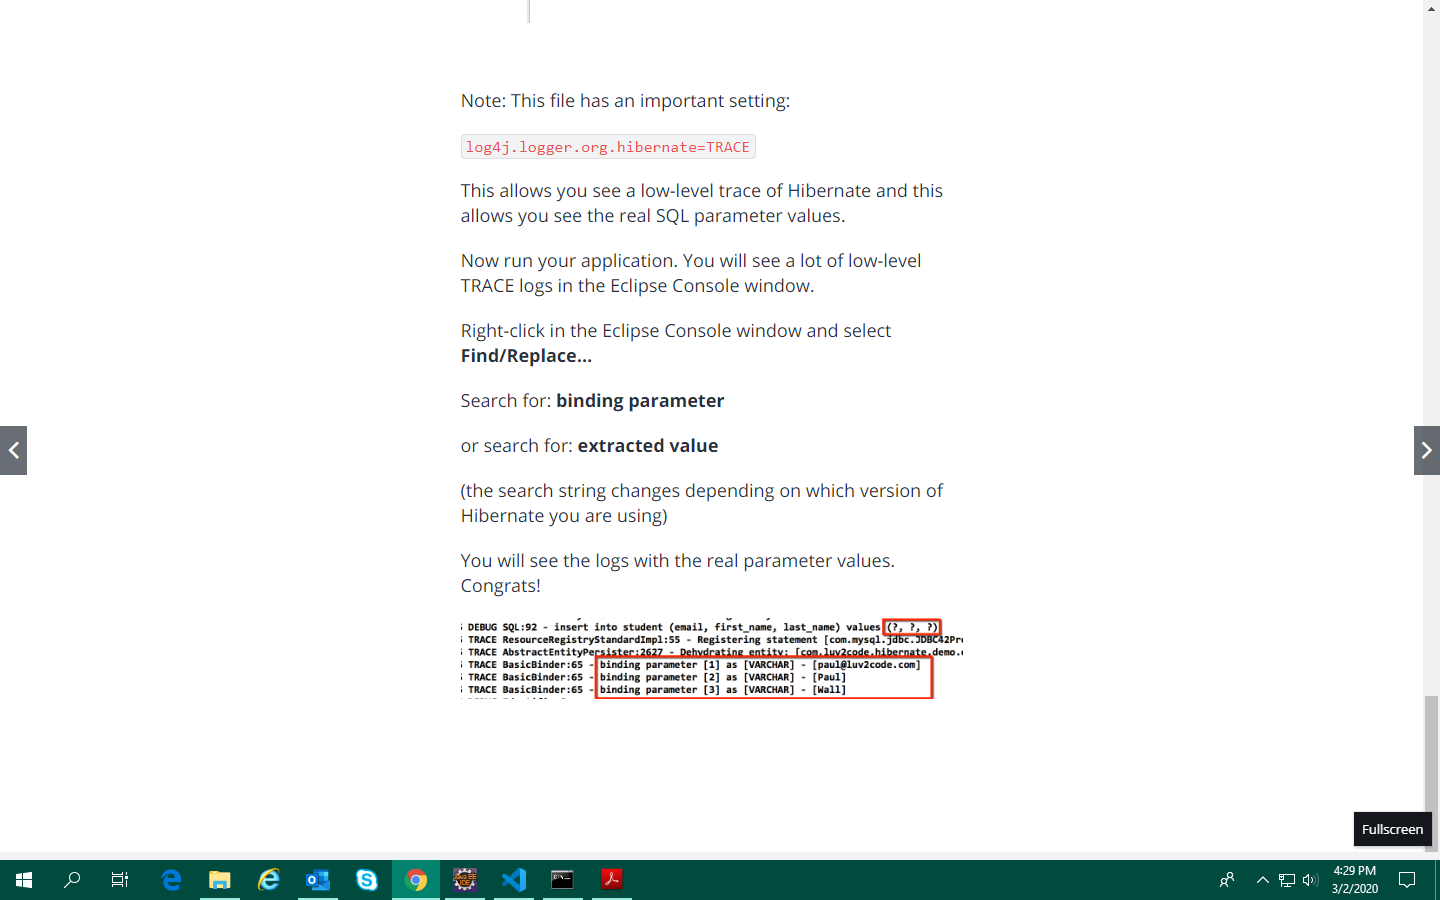 Note: This file has an important setting:
log4j.logger.org.hibernate=TRACE
This allows you see a low-level trace of Hibernate and this
allows you see the real SQL parameter values.
Now run your application. You will see a lot of low-level
TRACE logs in the Eclipse Console window.
Right-click in the Eclipse Console window and select
Find/Replace...
Search for: binding parameter
or search for: extracted value
(the search string changes depending on which version of
Hibernate you are using)
You will see the logs with the real parameter values.
Congrats!
DEBUG SQL:92 - insert into student (email, first_name, last_name) values (?, ?, ?)
TRACE ResourceRegistryStandardImpl:55 - Registering statement [com.mysql.jdbc.JDBC42Pre
TRACE AbstractEntityPersister:2627 - Dehydrating entity: [com.luv2code.hibernate.demo.
TRACE BasicBinder:65 - binding parameter [1] as [VARCHAR] - [paul@luv2code.com]
TRACE BasicBinder:65 - binding parameter [2] as [VARCHAR] - [Paul]
TRACE BasicBinder:65 - binding parameter [3] as [VARCHAR] - [Wall]
Fullscreen
4:29 PM
3/2/2020